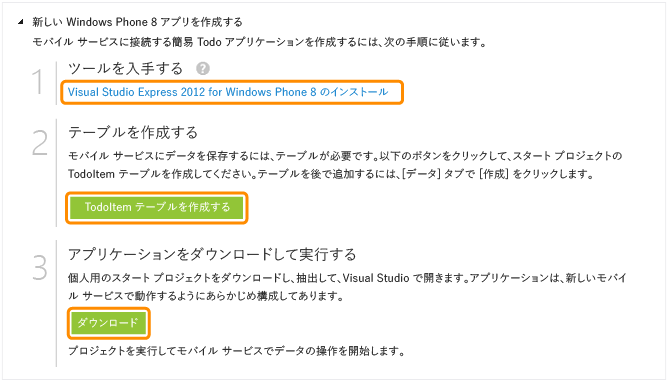 新しい Windows Phone 8 アプリを作成する
モバイル サービスに接続する簡易 Todo アプリケーションを作成するには、次の手順に従います。
1 ツールを入手する ?
Visual Studio Express 2012 for Windows Phone 8 のインストール
2 テーブルを作成する
モバイル サービスにデータを保存するには、テーブルが必要です。以下のボタンをクリックして、スタート プロジェクトの
TodoItem テーブルを作成してください。テーブルを後で追加するには、[データ] タブで [作成] をクリックします。
TodoItem テーブルを作成する
3 アプリケーションをダウンロードして実行する
個人用のスタート プロジェクトをダウンロードし、抽出して、Visual Studio で開きます。アプリケーションは、新しいモバイ
ル サービスで動作するようにあらかじめ構成してあります。
ダウンロード
プロジェクトを実行してモバイル サービスでデータの操作を開始します。